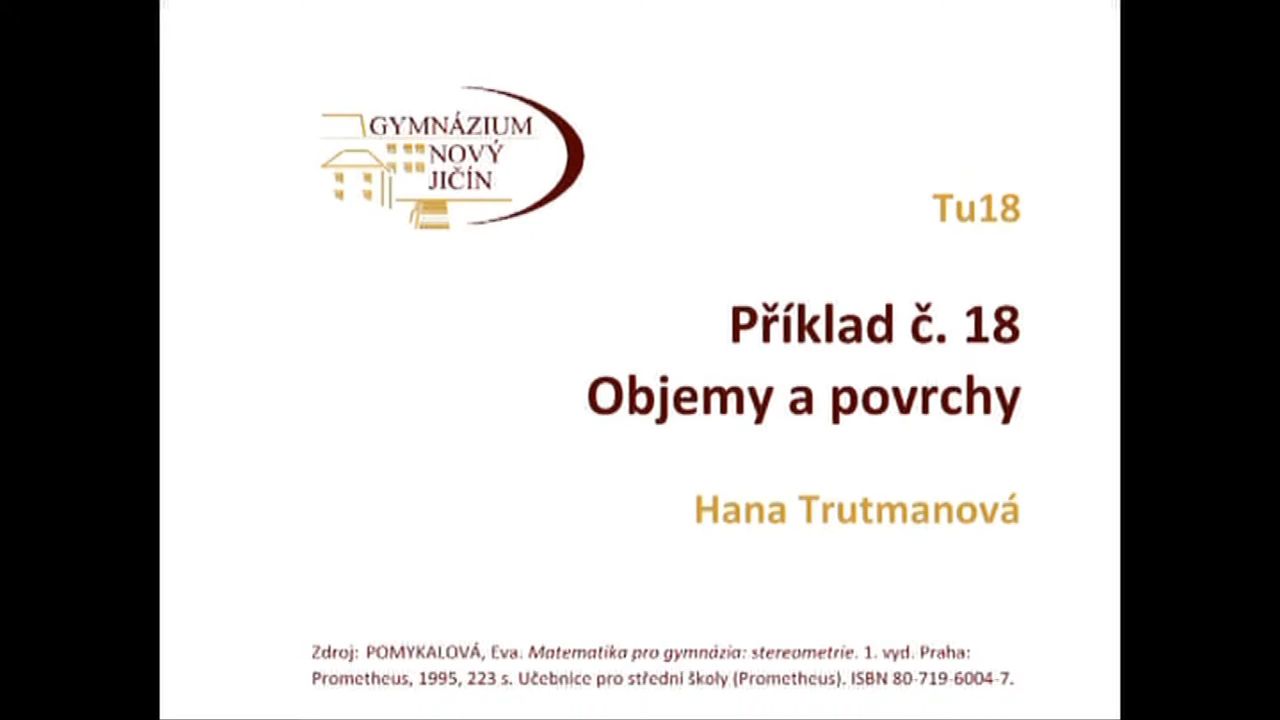 GYMNÁZIUM
NOVÝ
JIČÍN
Tu18
Příklad č. 18
Objemy a povrchy
Hana Trutmanová
Zdroj: POMYKALOVÁ, Eva. Matematika pro gymnázia: stereometrie. 1. vyd. Praha:
Prometheus, 1995, 223 s. Učebnice pro střední školy (Prometheus). ISBN 80-719-6004-7.